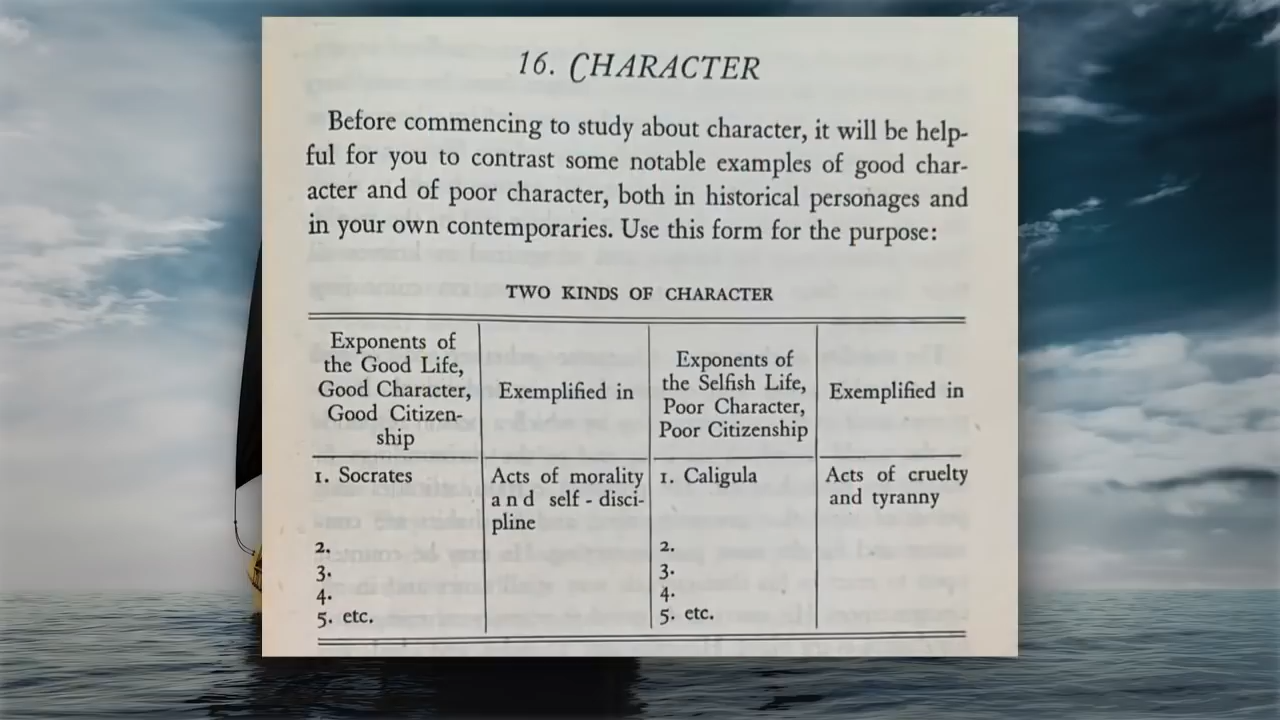 16. CHARACTER
Before commencing to study about character, it will be help-
ful for you to contrast some notable examples of good char-
acter and of poor character, both in historical personages and
in your own contemporaries. Use this form for the purpose:
TWO KINDS OF CHARACTER
Exponents of
the Good Life,
Good Character,
Good Citizen-
ship
Exemplified in
Exponents of
the Selfish Life,
Poor Character,
Poor Citizenship
Exemplified in
1. Socrates
Acts of morality
and self - disci-
pline
1. Caligula
Acts of cruelty
and tyranny
2.
3.
4.
5. etc.
2.
3.
4.
5. etc.